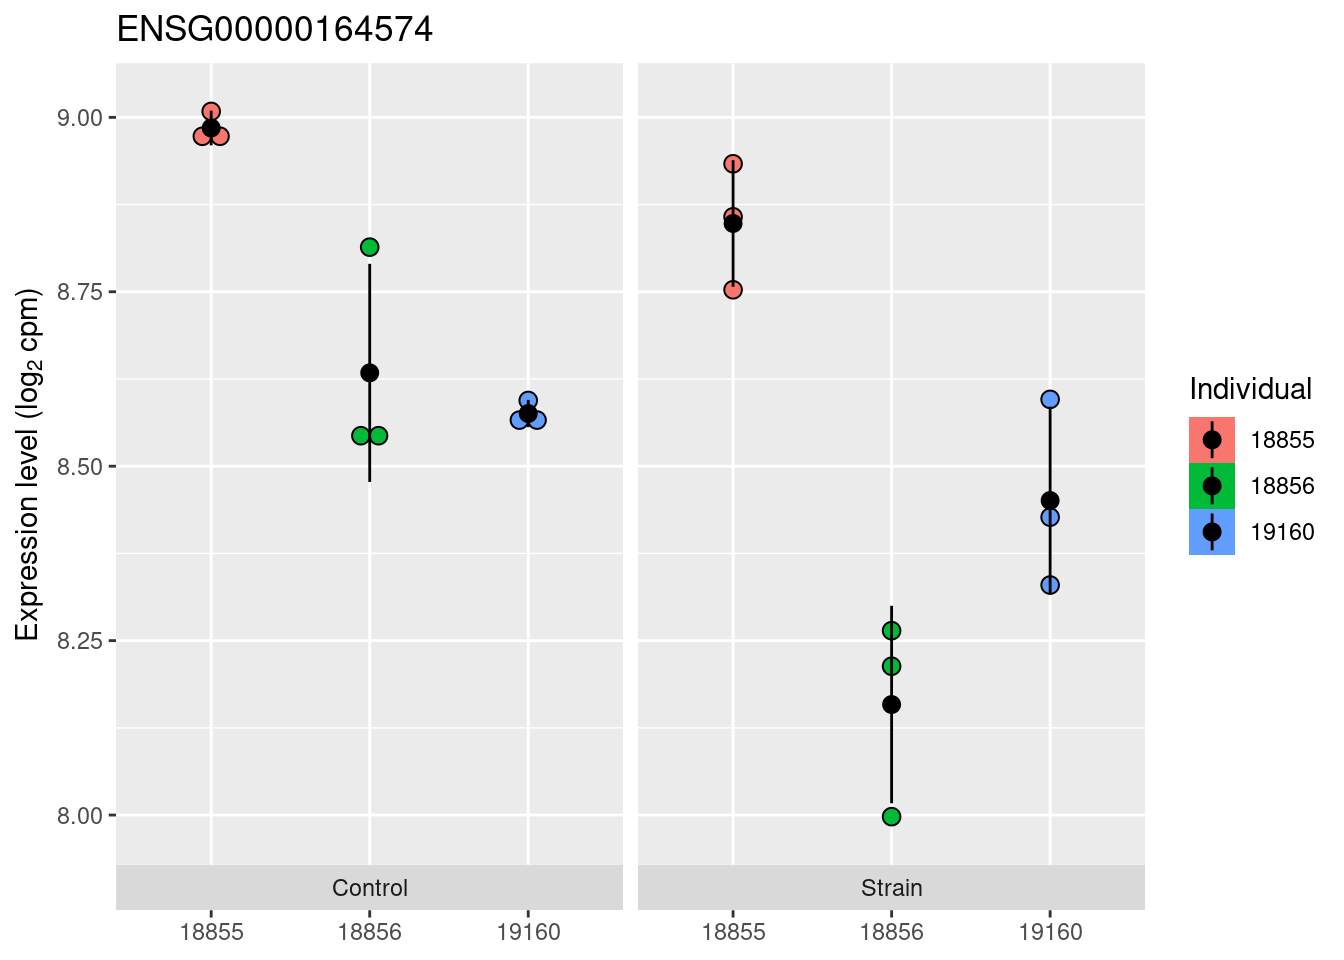 ENSG00000164574
Expression level (log₂ cpm)
9.00
8.75
8.50
8.25
8.00
Control
Strain
18855
18856
19160
18855
18856
19160
Individual
18855
18856
19160